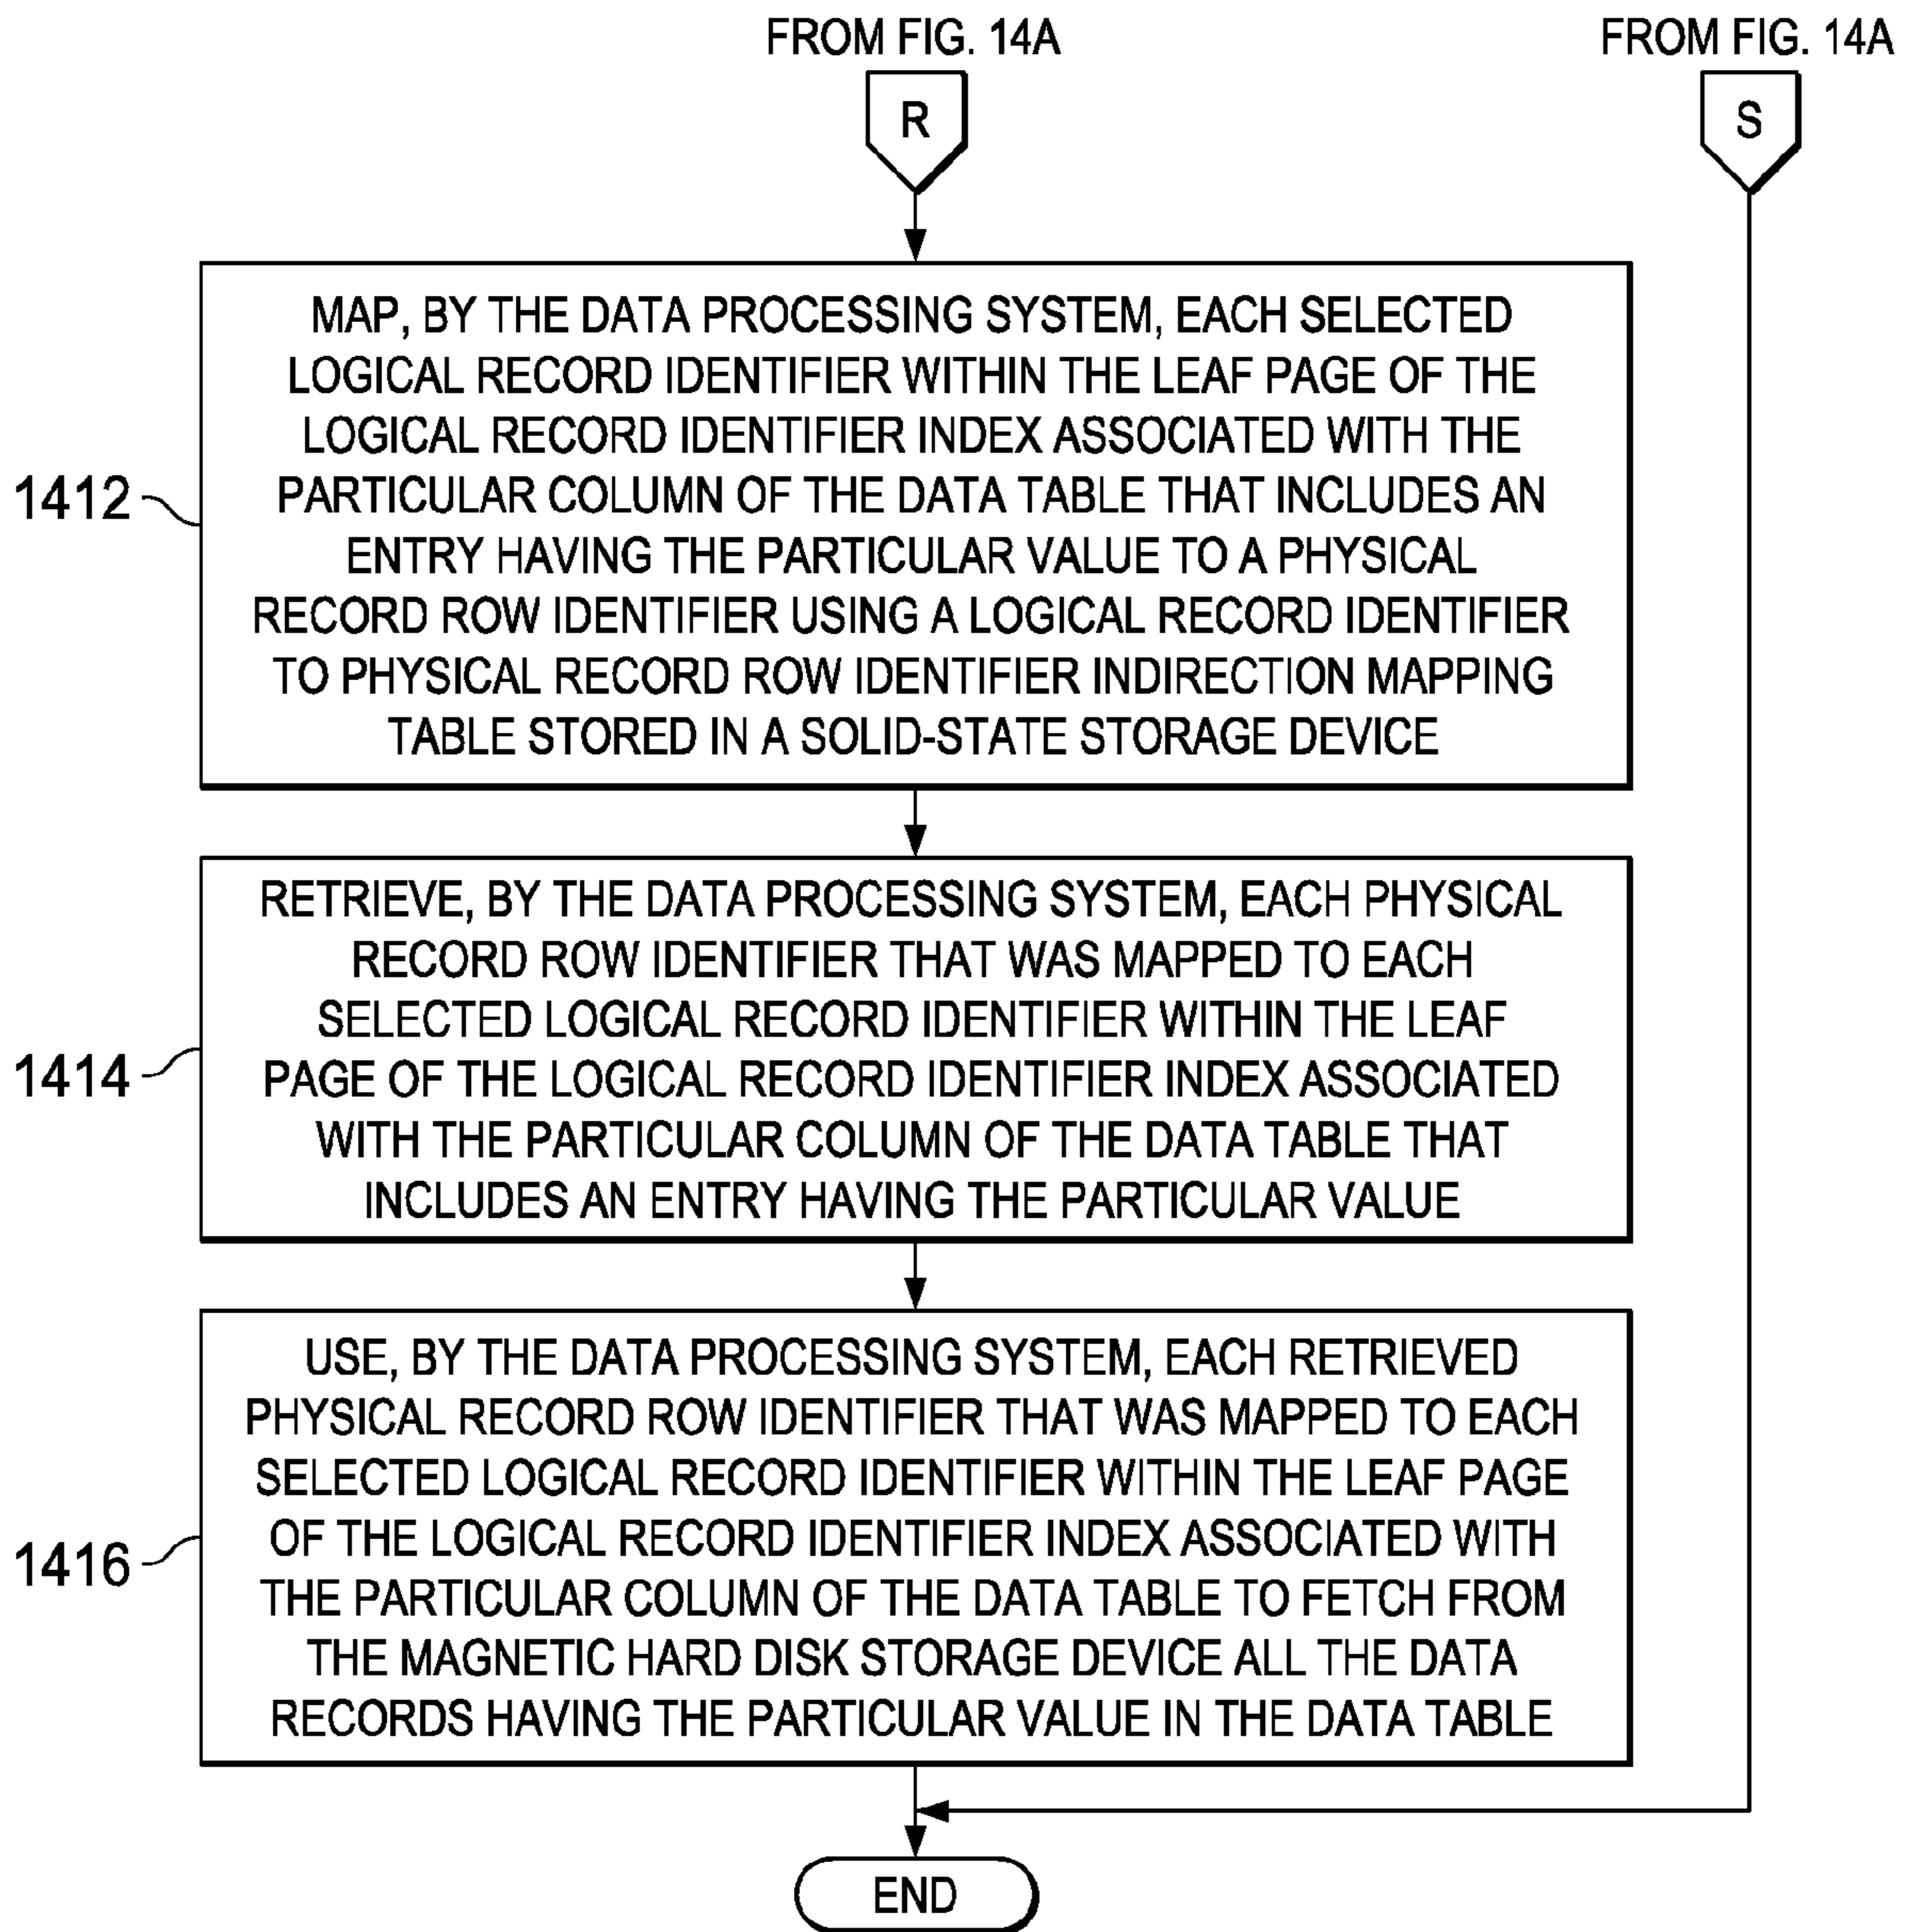 FROM FIG. 14A
FROM FIG. 14A
R
S
MAP, BY THE DATA PROCESSING SYSTEM, EACH SELECTED
LOGICAL RECORD IDENTIFIER WITHIN THE LEAF PAGE OF THE
LOGICAL RECORD IDENTIFIER INDEX ASSOCIATED WITH THE
PARTICULAR COLUMN OF THE DATA TABLE THAT INCLUDES AN
ENTRY HAVING THE PARTICULAR VALUE TO A PHYSICAL
RECORD ROW IDENTIFIER USING A LOGICAL RECORD IDENTIFIER
TO PHYSICAL RECORD ROW IDENTIFIER INDIRECTION MAPPING
TABLE STORED IN A SOLID-STATE STORAGE DEVICE
1412
RETRIEVE, BY THE DATA PROCESSING SYSTEM, EACH PHYSICAL
RECORD ROW IDENTIFIER THAT WAS MAPPED TO EACH
SELECTED LOGICAL RECORD IDENTIFIER WITHIN THE LEAF
PAGE OF THE LOGICAL RECORD IDENTIFIER INDEX ASSOCIATED
WITH THE PARTICULAR COLUMN OF THE DATA TABLE THAT
INCLUDES AN ENTRY HAVING THE PARTICULAR VALUE
1414
USE, BY THE DATA PROCESSING SYSTEM, EACH RETRIEVED
PHYSICAL RECORD ROW IDENTIFIER THAT WAS MAPPED TO EACH
SELECTED LOGICAL RECORD IDENTIFIER WITHIN THE LEAF PAGE
OF THE LOGICAL RECORD IDENTIFIER INDEX ASSOCIATED WITH
THE PARTICULAR COLUMN OF THE DATA TABLE TO FETCH FROM
THE MAGNETIC HARD DISK STORAGE DEVICE ALL THE DATA
RECORDS HAVING THE PARTICULAR VALUE IN THE DATA TABLE
1416
END